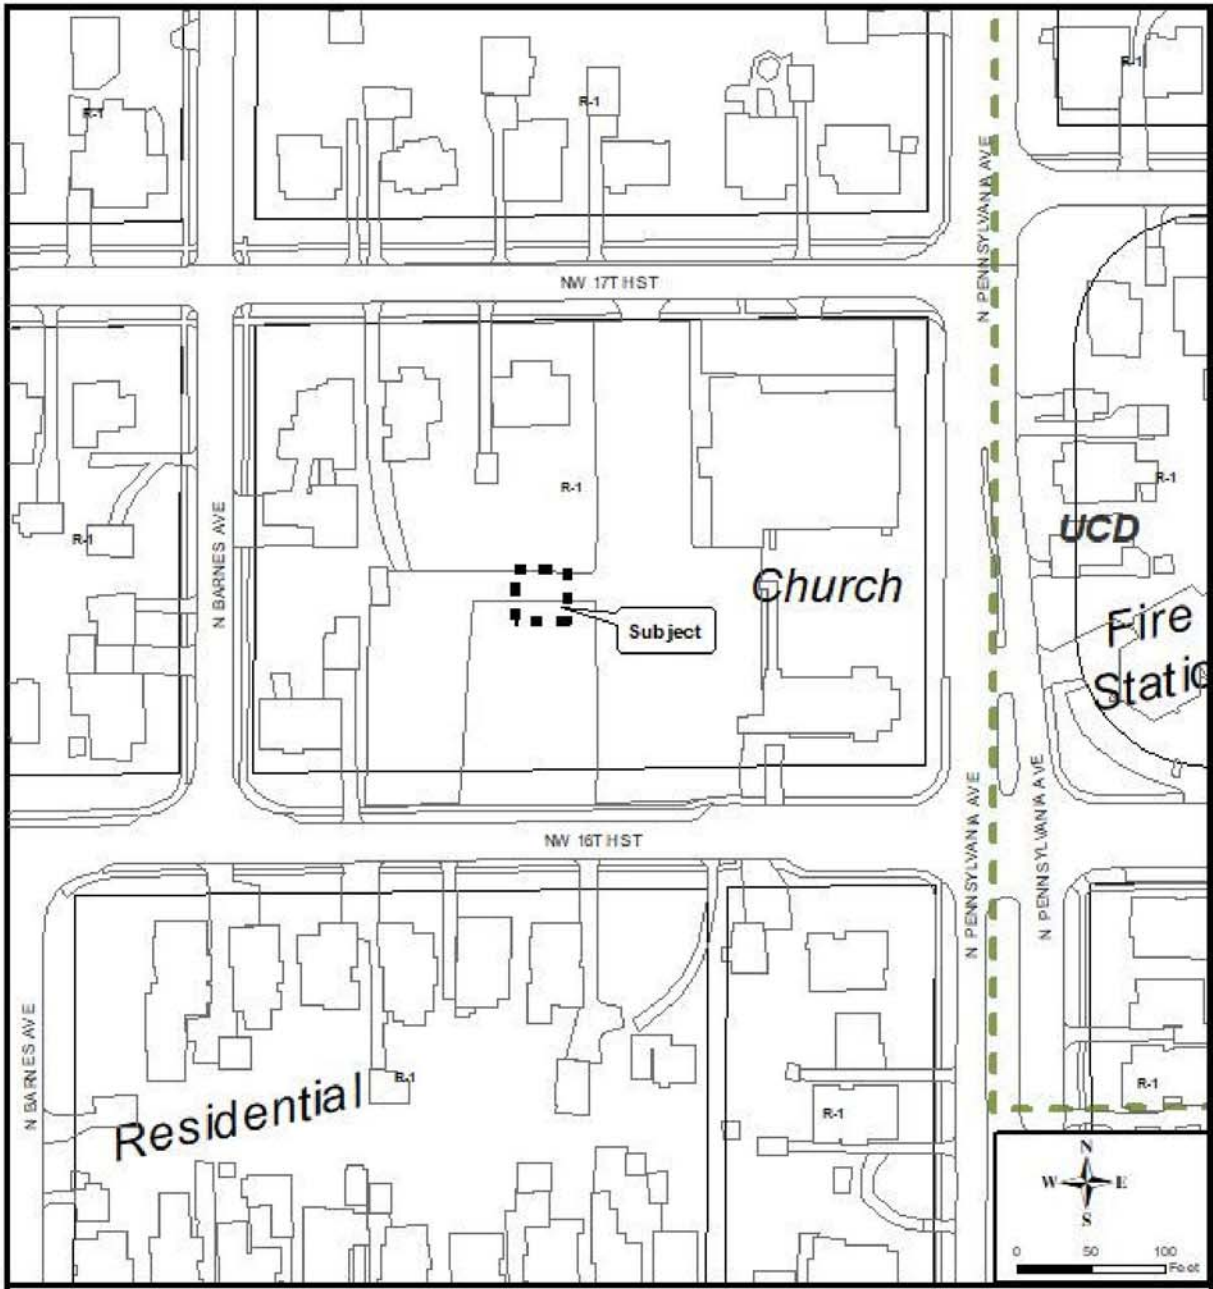 R-1
R-1
R-1
N PENNSYLVANIA AVE
NW 17TH ST
R-1
R-1
R-1
UCD
N BARNES AVE
Church
Fire
Static
Subject
N PENNSYLVANIA AVE
N PENNSYLVANIA AVE
NW 16TH ST
N BARNES AVE
R-1
Residential
R-1
R-1
N
W E
S
0 50 100
Feet